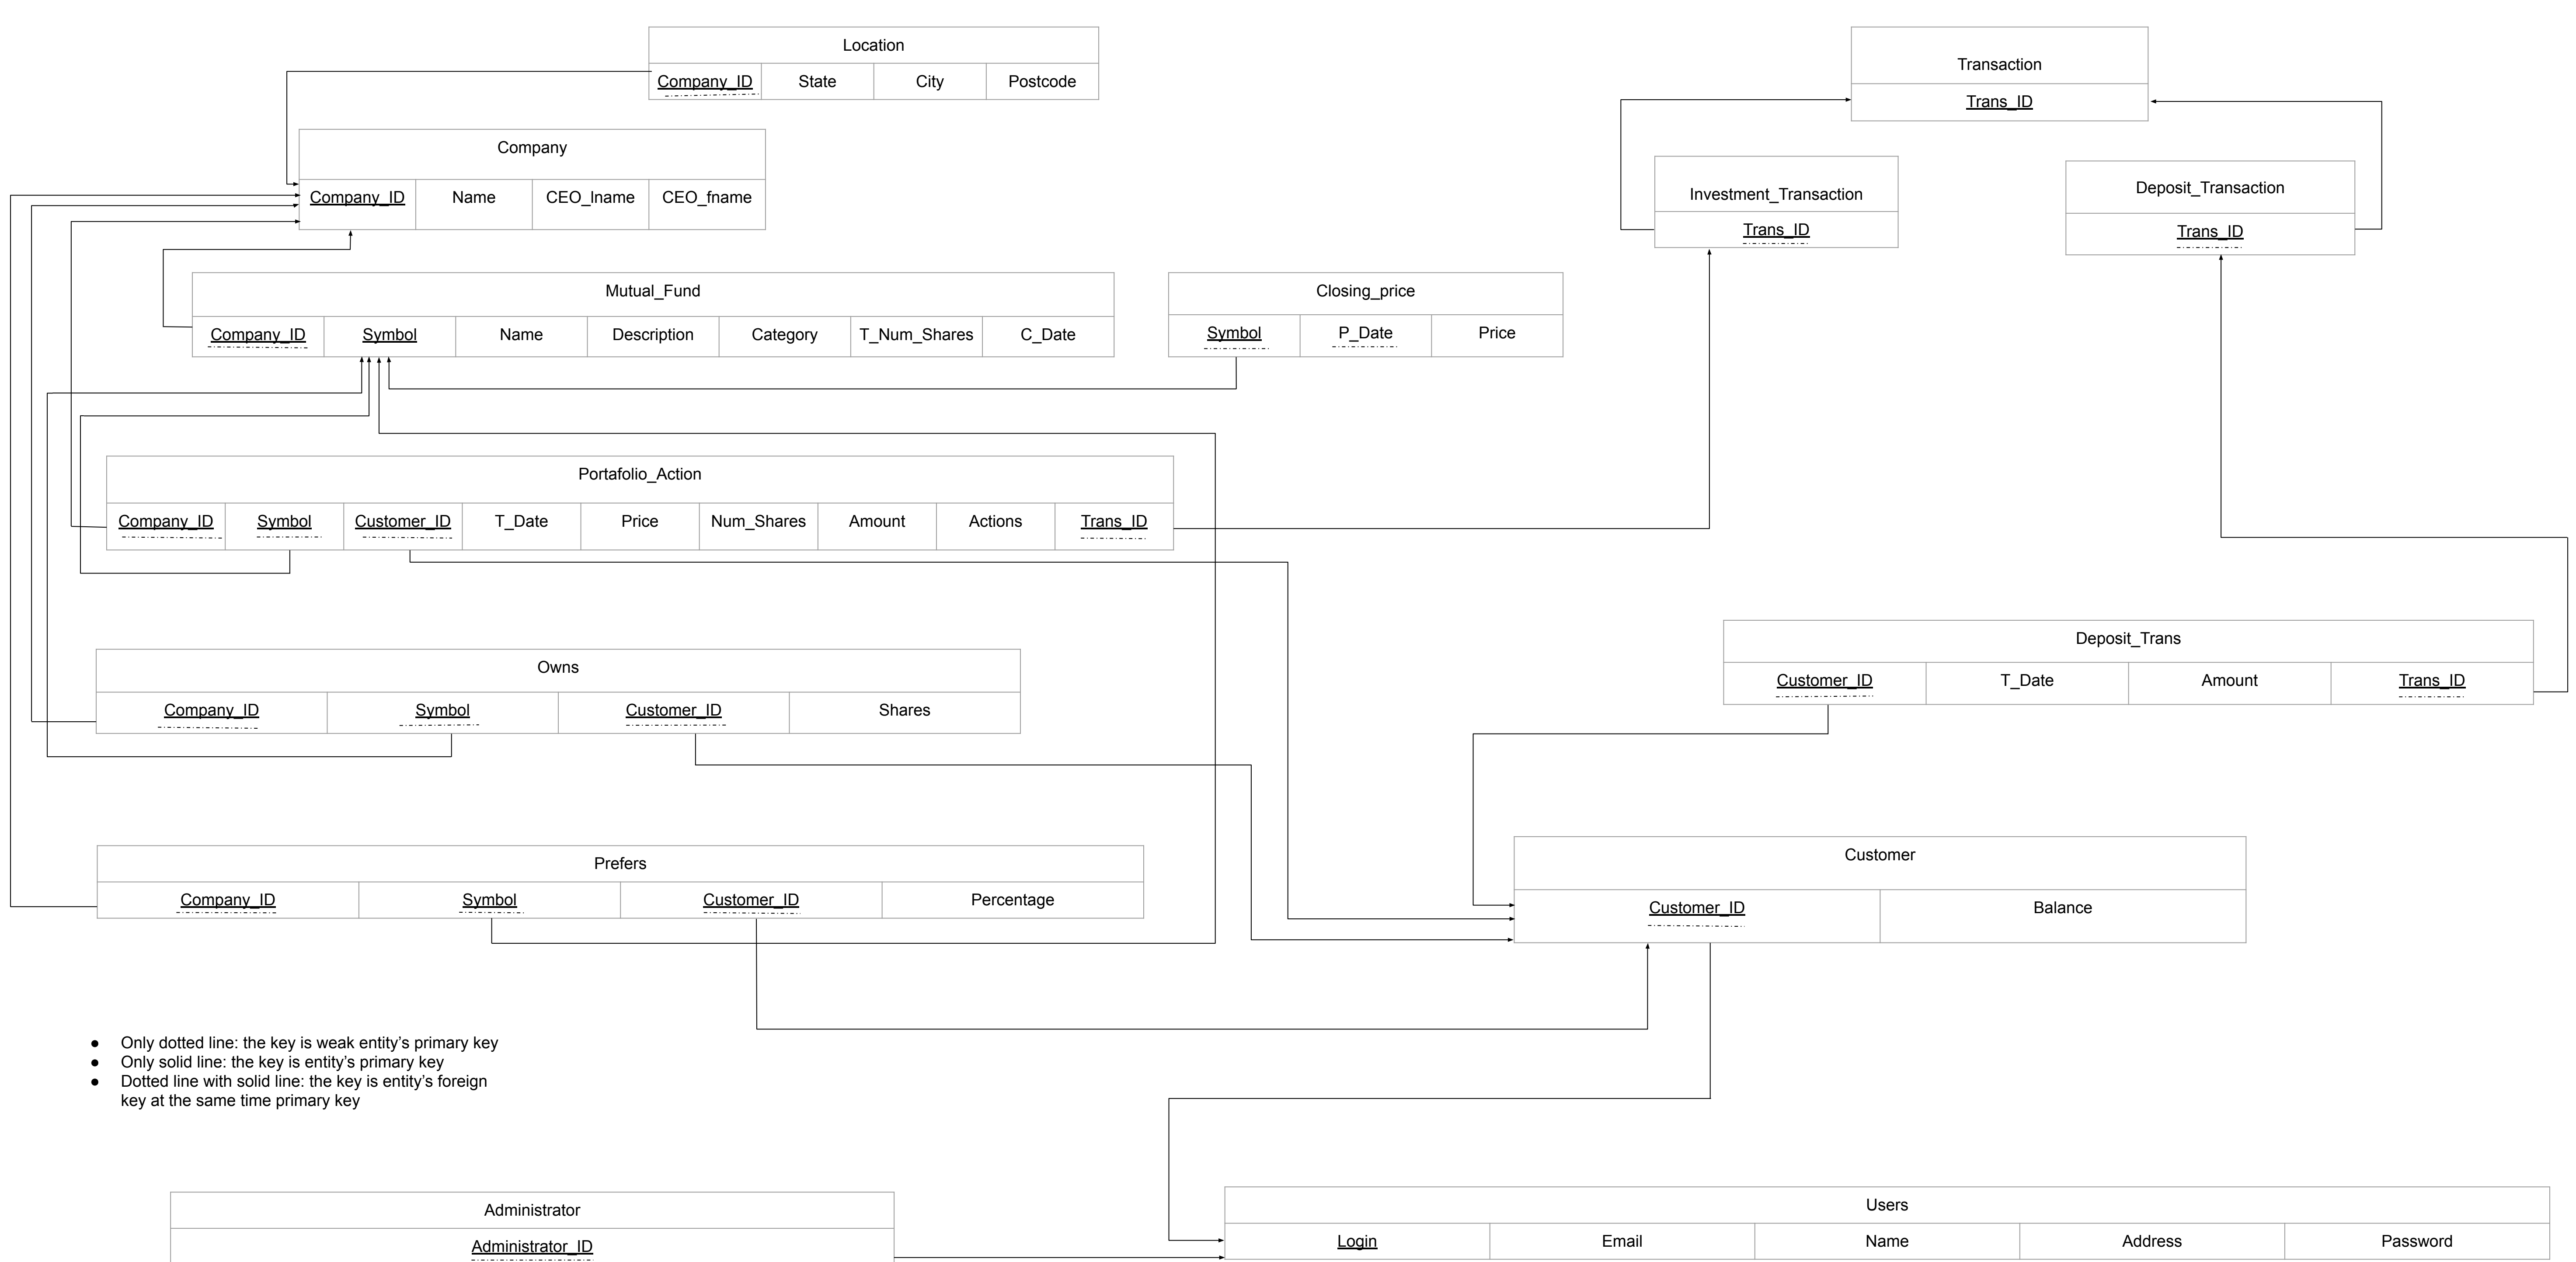 Location
Company_ID State City Postcode
Transaction
Trans_ID
Company
Company_ID Name CEO_lname CEO_fname
Investment_Transaction
Trans_ID
Deposit_Transaction
Trans_ID
Mutual_Fund
Company_ID Symbol Name Description Category T_Num_Shares C_Date
Closing_price
Symbol P_Date Price
Portafolio_Action
Company_ID Symbol Customer_ID T_Date Price Num_Shares Amount Actions Trans_ID
Deposit_Trans
Customer_ID T_Date Amount Trans_ID
Owns
Company_ID Symbol Customer_ID Shares
Prefers
Company_ID Symbol Customer_ID Percentage
Customer
Customer_ID Balance
● Only dotted line: the key is weak entity’s primary key
● Only solid line: the key is entity’s primary key
● Dotted line with solid line: the key is entity’s foreign
key at the same time primary key
Administrator
Administrator_ID
Users
Login Email Name Address Password